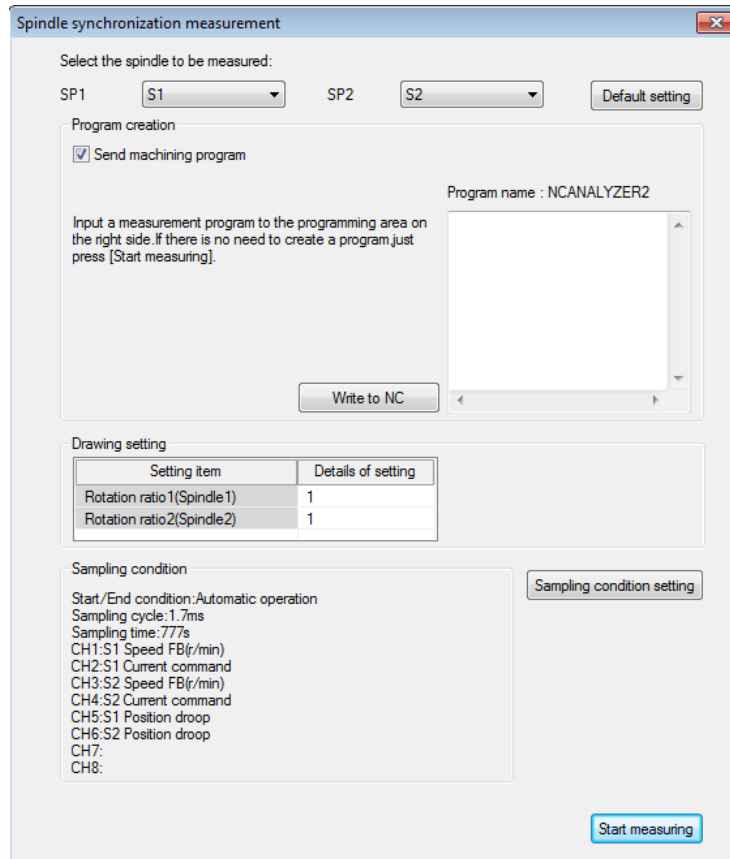 Spindle synchronization measurement
Select the spindle to be measured:
SP1 S1 SP2 S2 Default setting
Program creation
Send machining program
Program name : NCANALYZER2
Input a measurement program to the programming area on
the right side.If there is no need to create a program,just
press [Start measuring].
Write to NC
Drawing setting
Setting item Details of setting
Rotation ratio1(Spindle1) 1
Rotation ratio2(Spindle2) 1
Sampling condition
Sampling condition setting
Start/End condition:Automatic operation
Sampling cycle:1.7ms
Sampling time:777s
CH1:S1 Speed FB(r/min)
CH2:S1 Current command
CH3:S2 Speed FB(r/min)
CH4:S2 Current command
CH5:S1 Position droop
CH6:S2 Position droop
CH7:
CH8:
Start measuring